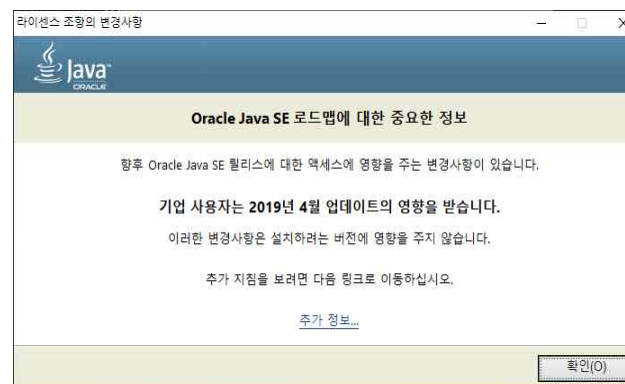 라이센스 조항의 변경사항
Java
ORACLE
Oracle Java SE 로드맵에 대한 중요한 정보
향후 Oracle Java SE 릴리스에 대한 액세스에 영향을 주는 변경사항이 있습니다.
기업 사용자는 2019년 4월 업데이트의 영향을 받습니다.
이러한 변경사항은 설치하려는 버전에 영향을 주지 않습니다.
추가 지침을 보려면 다음 링크로 이동하십시오.
추가 정보...
확인(O)